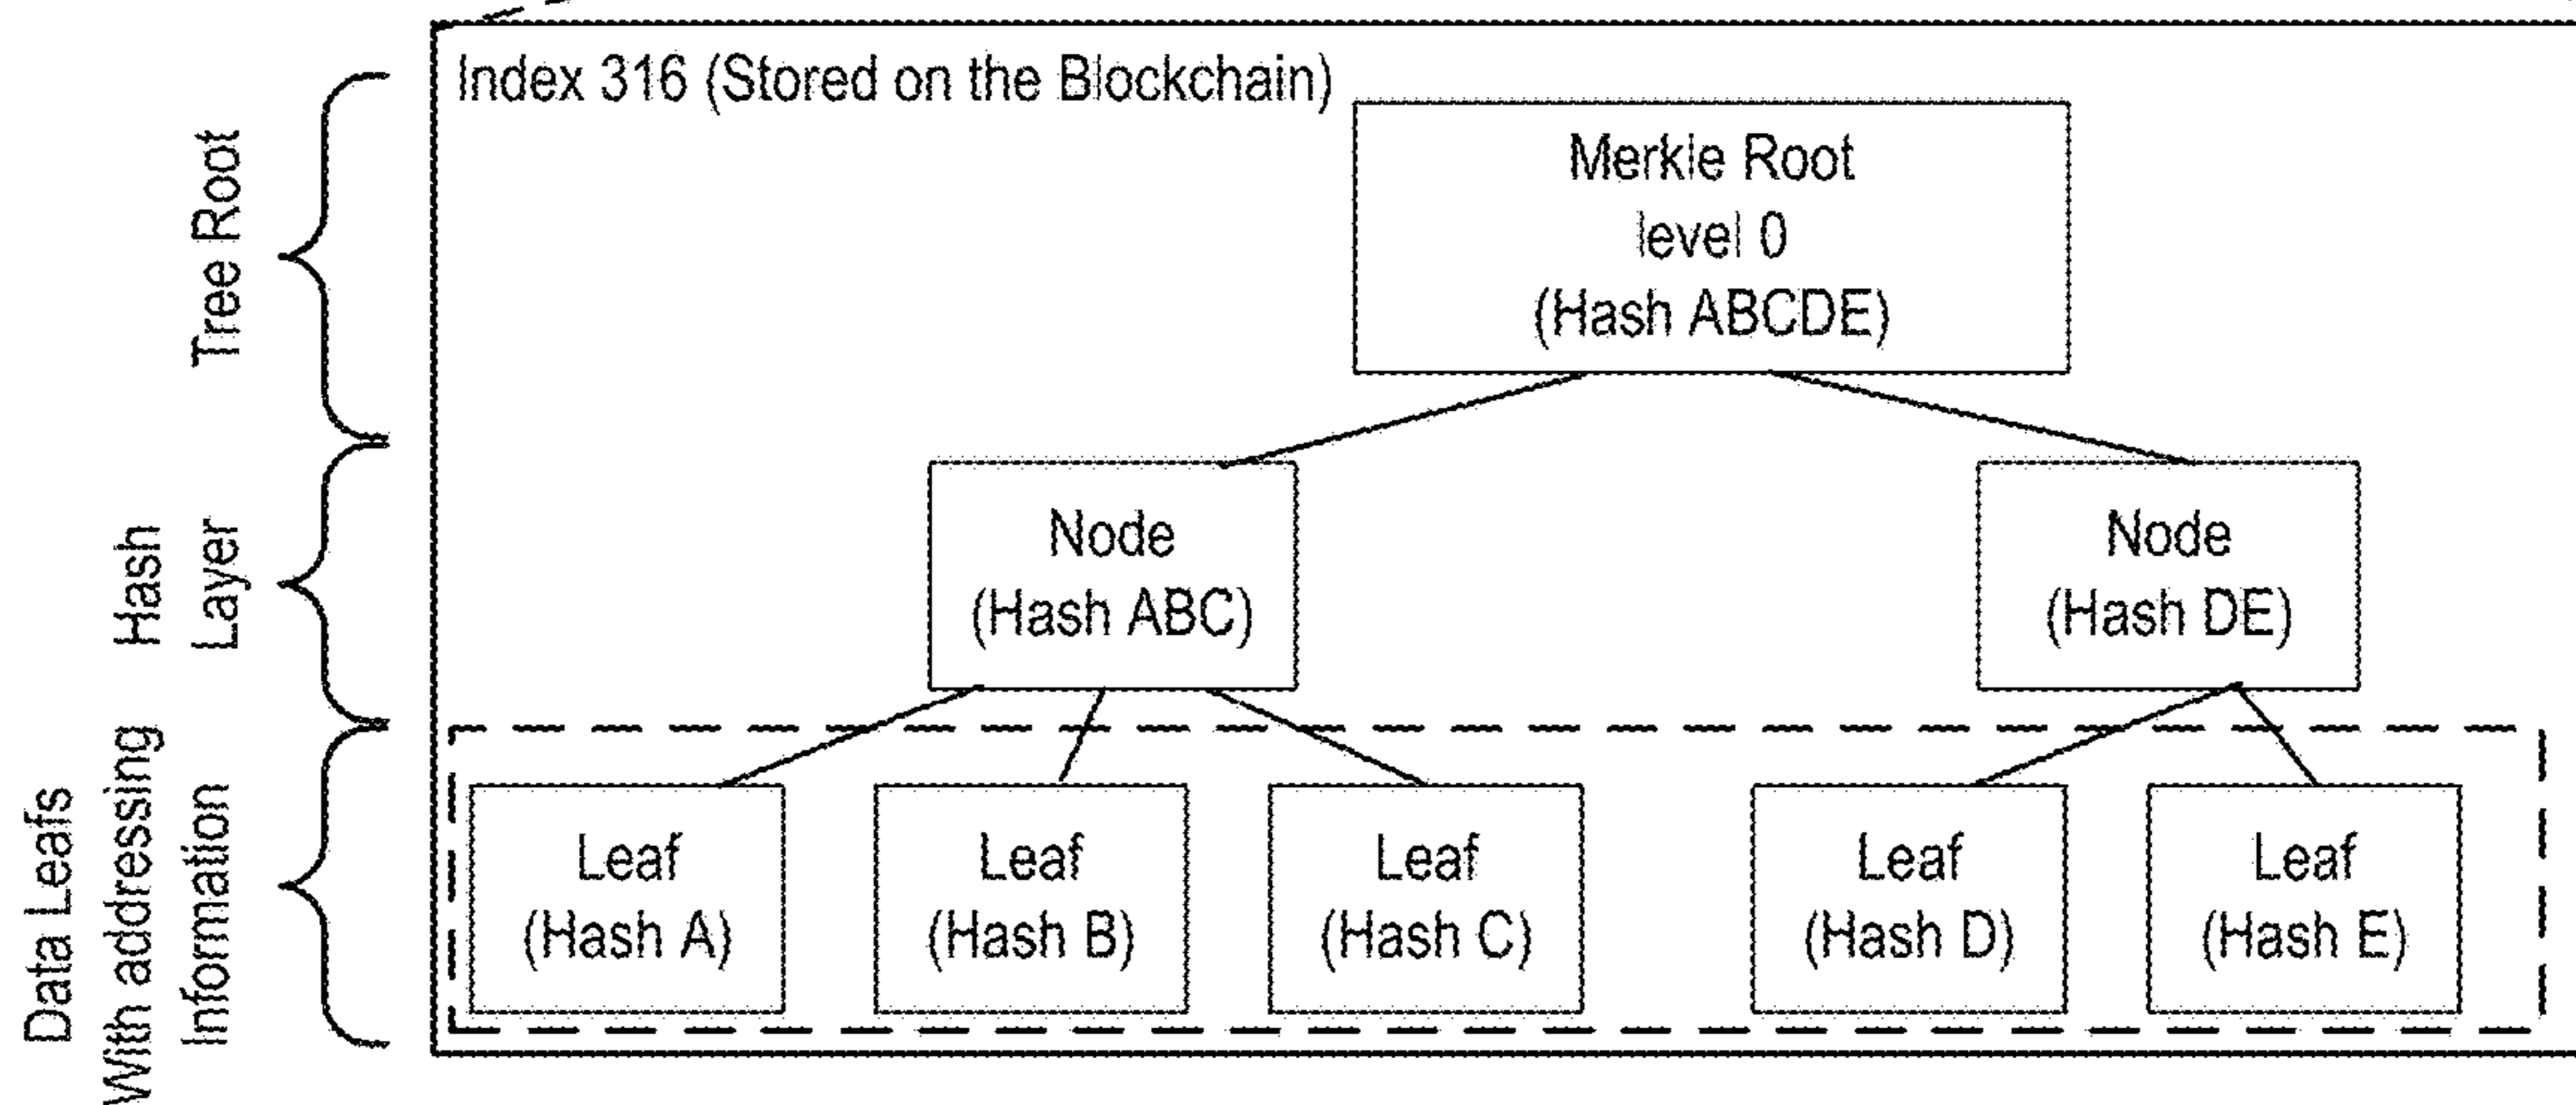 Index 316 (Stored on the Blockchain)
Tree Root
Merkle Root
level 0
(Hash ABCDE)
Hash
Layer
Node
(Hash ABC)
Node
(Hash DE)
Data Leafs
With addressing
Information
Leaf
(Hash A)
Leaf
(Hash B)
Leaf
(Hash C)
Leaf
(Hash D)
Leaf
(Hash E)